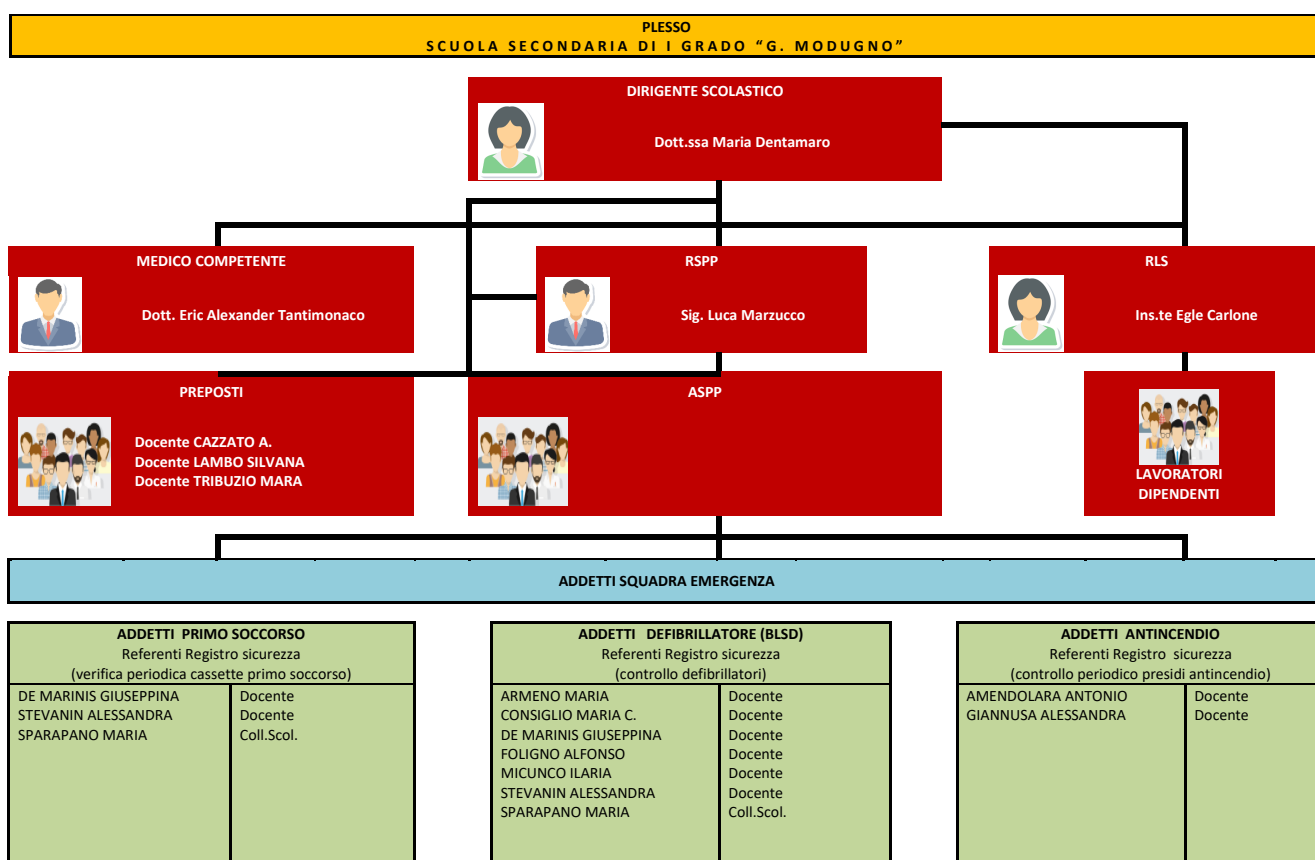 PLESSO
SCUOLA SECONDARIA DI I GRADO “G. MODUGNO”
DIRIGENTE SCOLASTICO
Dott.ssa Maria Dentamaro
MEDICO COMPETENTE
Dott. Eric Alexander Tantimonaco
RSPP
Sig. Luca Marzucco
RLS
Ins.te Egle Carlone
PREPOSTI
Docente CAZZATO A.
Docente LAMBO SILVANA
Docente TRIBUZIO MARA
ASPP
LAVORATORI
DIPENDENTI
ADDETTI SQUADRA EMERGENZA
ADDETTI PRIMO SOCCORSO
Referenti Registro sicurezza
(verifica periodica cassette primo soccorso)
DE MARINIS GIUSEPPINA Docente
STEVANIN ALESSANDRA Docente
SPARAPANO MARIA Coll.Scol.
ADDETTI DEFIBRILLATORE (BLSD)
Referenti Registro sicurezza
(controllo defibrillatori)
ARMENO MARIA Docente
CONSIGLIO MARIA C. Docente
DE MARINIS GIUSEPPINA Docente
FOLIGNO ALFONSO Docente
MICUNCO ILARIA Docente
STEVANIN ALESSANDRA Docente
SPARAPANO MARIA Coll.Scol.
ADDETTI ANTINCENDIO
Referenti Registro sicurezza
(controllo periodico presidi antincendio)
AMENDOLARA ANTONIO Docente
GIANNUSA ALESSANDRA Docente